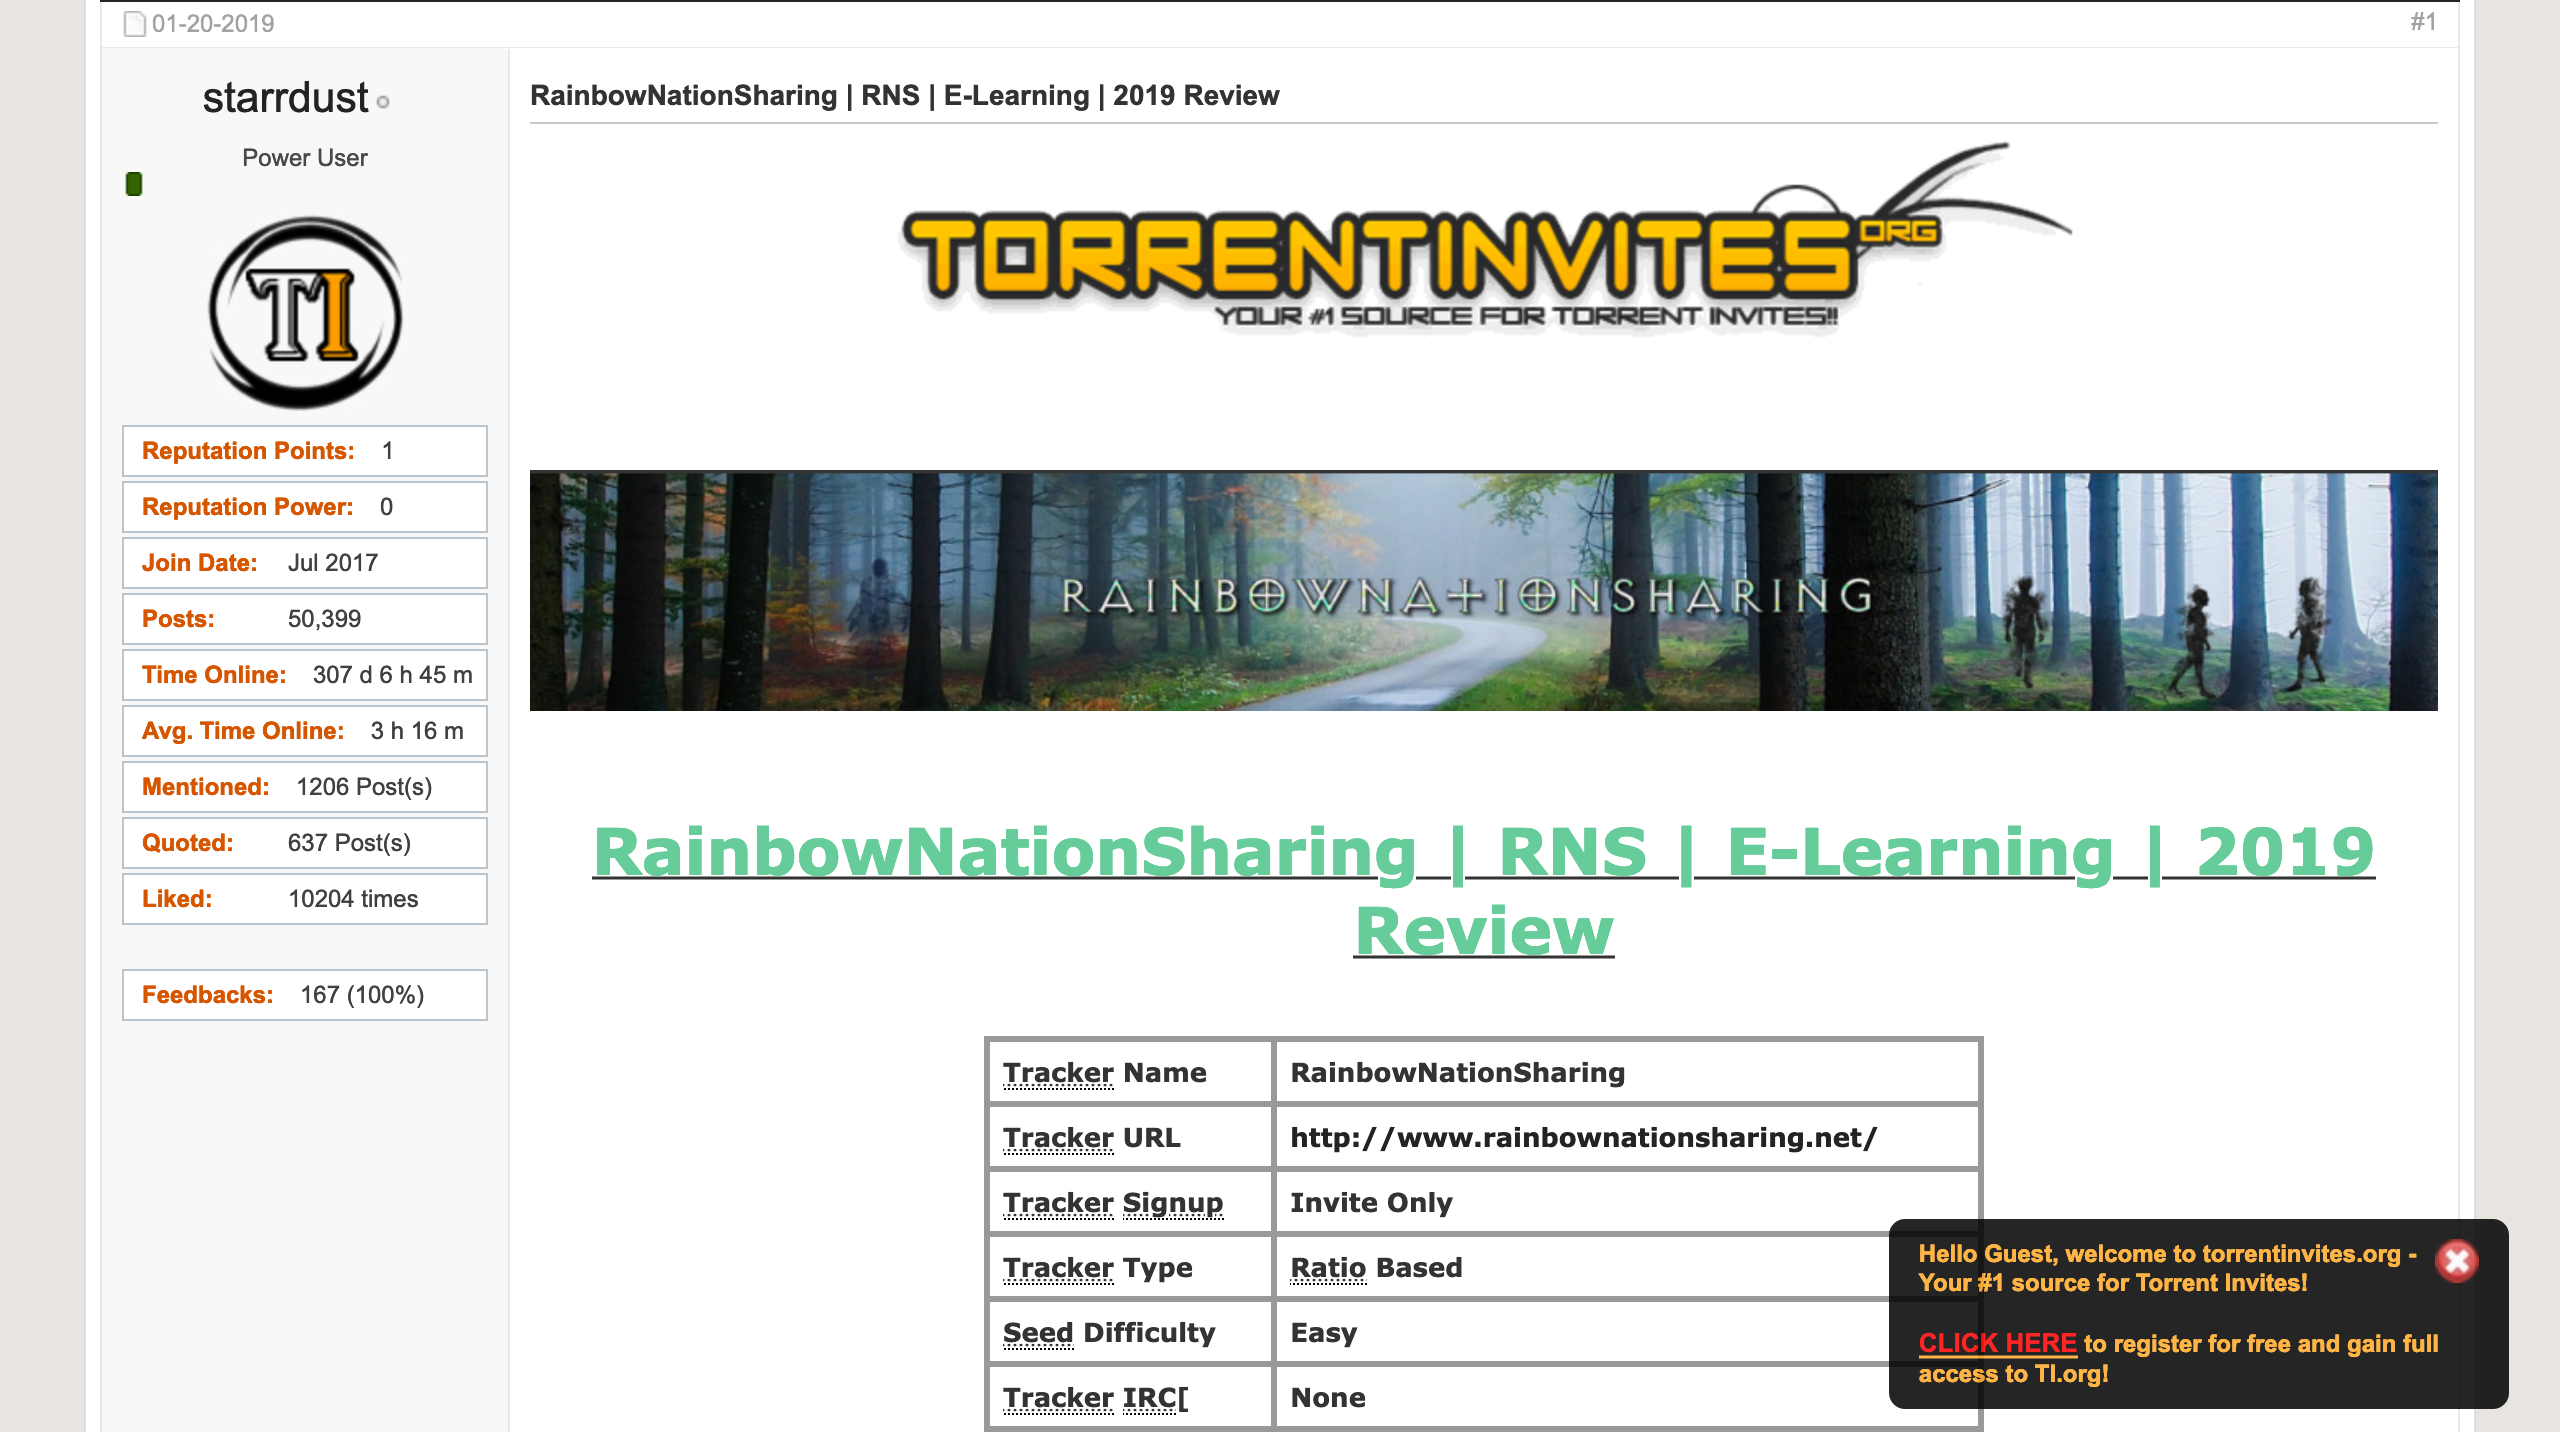 01-20-2019
#1
starrdust
Power User
TI
Reputation Points: 1
Reputation Power: 0
Join Date: Jul 2017
Posts: 50,399
Time Online: 307 d 6 h 45 m
Avg. Time Online: 3 h 16 m
Mentioned: 1206 Post(s)
Quoted: 637 Post(s)
Liked: 10204 times
Feedbacks: 167 (100%)
RainbowNationSharing | RNS | E-Learning | 2019 Review
TORRENTINVITES ORG
YOUR #1 SOURCE FOR TORRENT INVITES!!
RAINBOWNATIONSHARING
RainbowNationSharing | RNS | E-Learning | 2019
Review
Tracker Name RainbowNationSharing
Tracker URL http://www.rainbownationsharing.net/
Tracker Signup Invite Only
Tracker Type Ratio Based
Seed Difficulty Easy
Tracker IRC[ None
Hello Guest, welcome to torrentinvites.org -
Your #1 source for Torrent Invites!
CLICK HERE to register for free and gain full
access to TI.org!